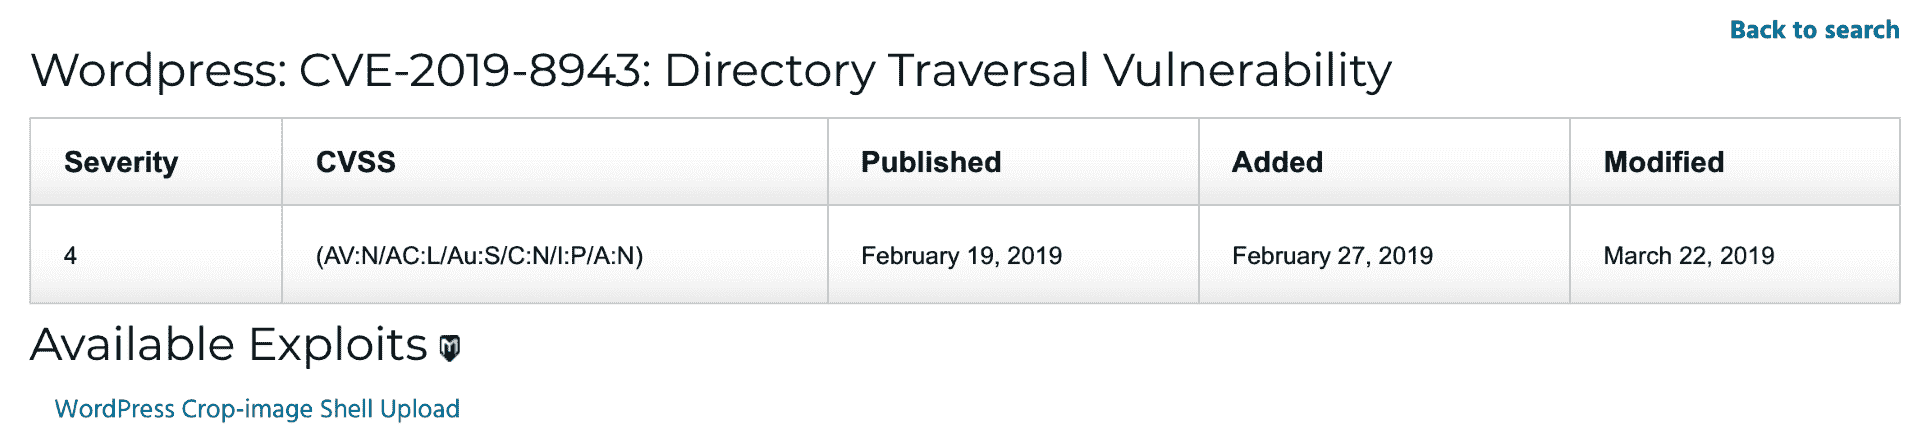 Back to search
Wordpress: CVE-2019-8943: Directory Traversal Vulnerability
Severity CVSS Published Added Modified
4 (AV:N/AC:L/Au:S/C:N/I:P/A:N) February 19, 2019 February 27, 2019 March 22, 2019
Available Exploits
WordPress Crop-image Shell Upload